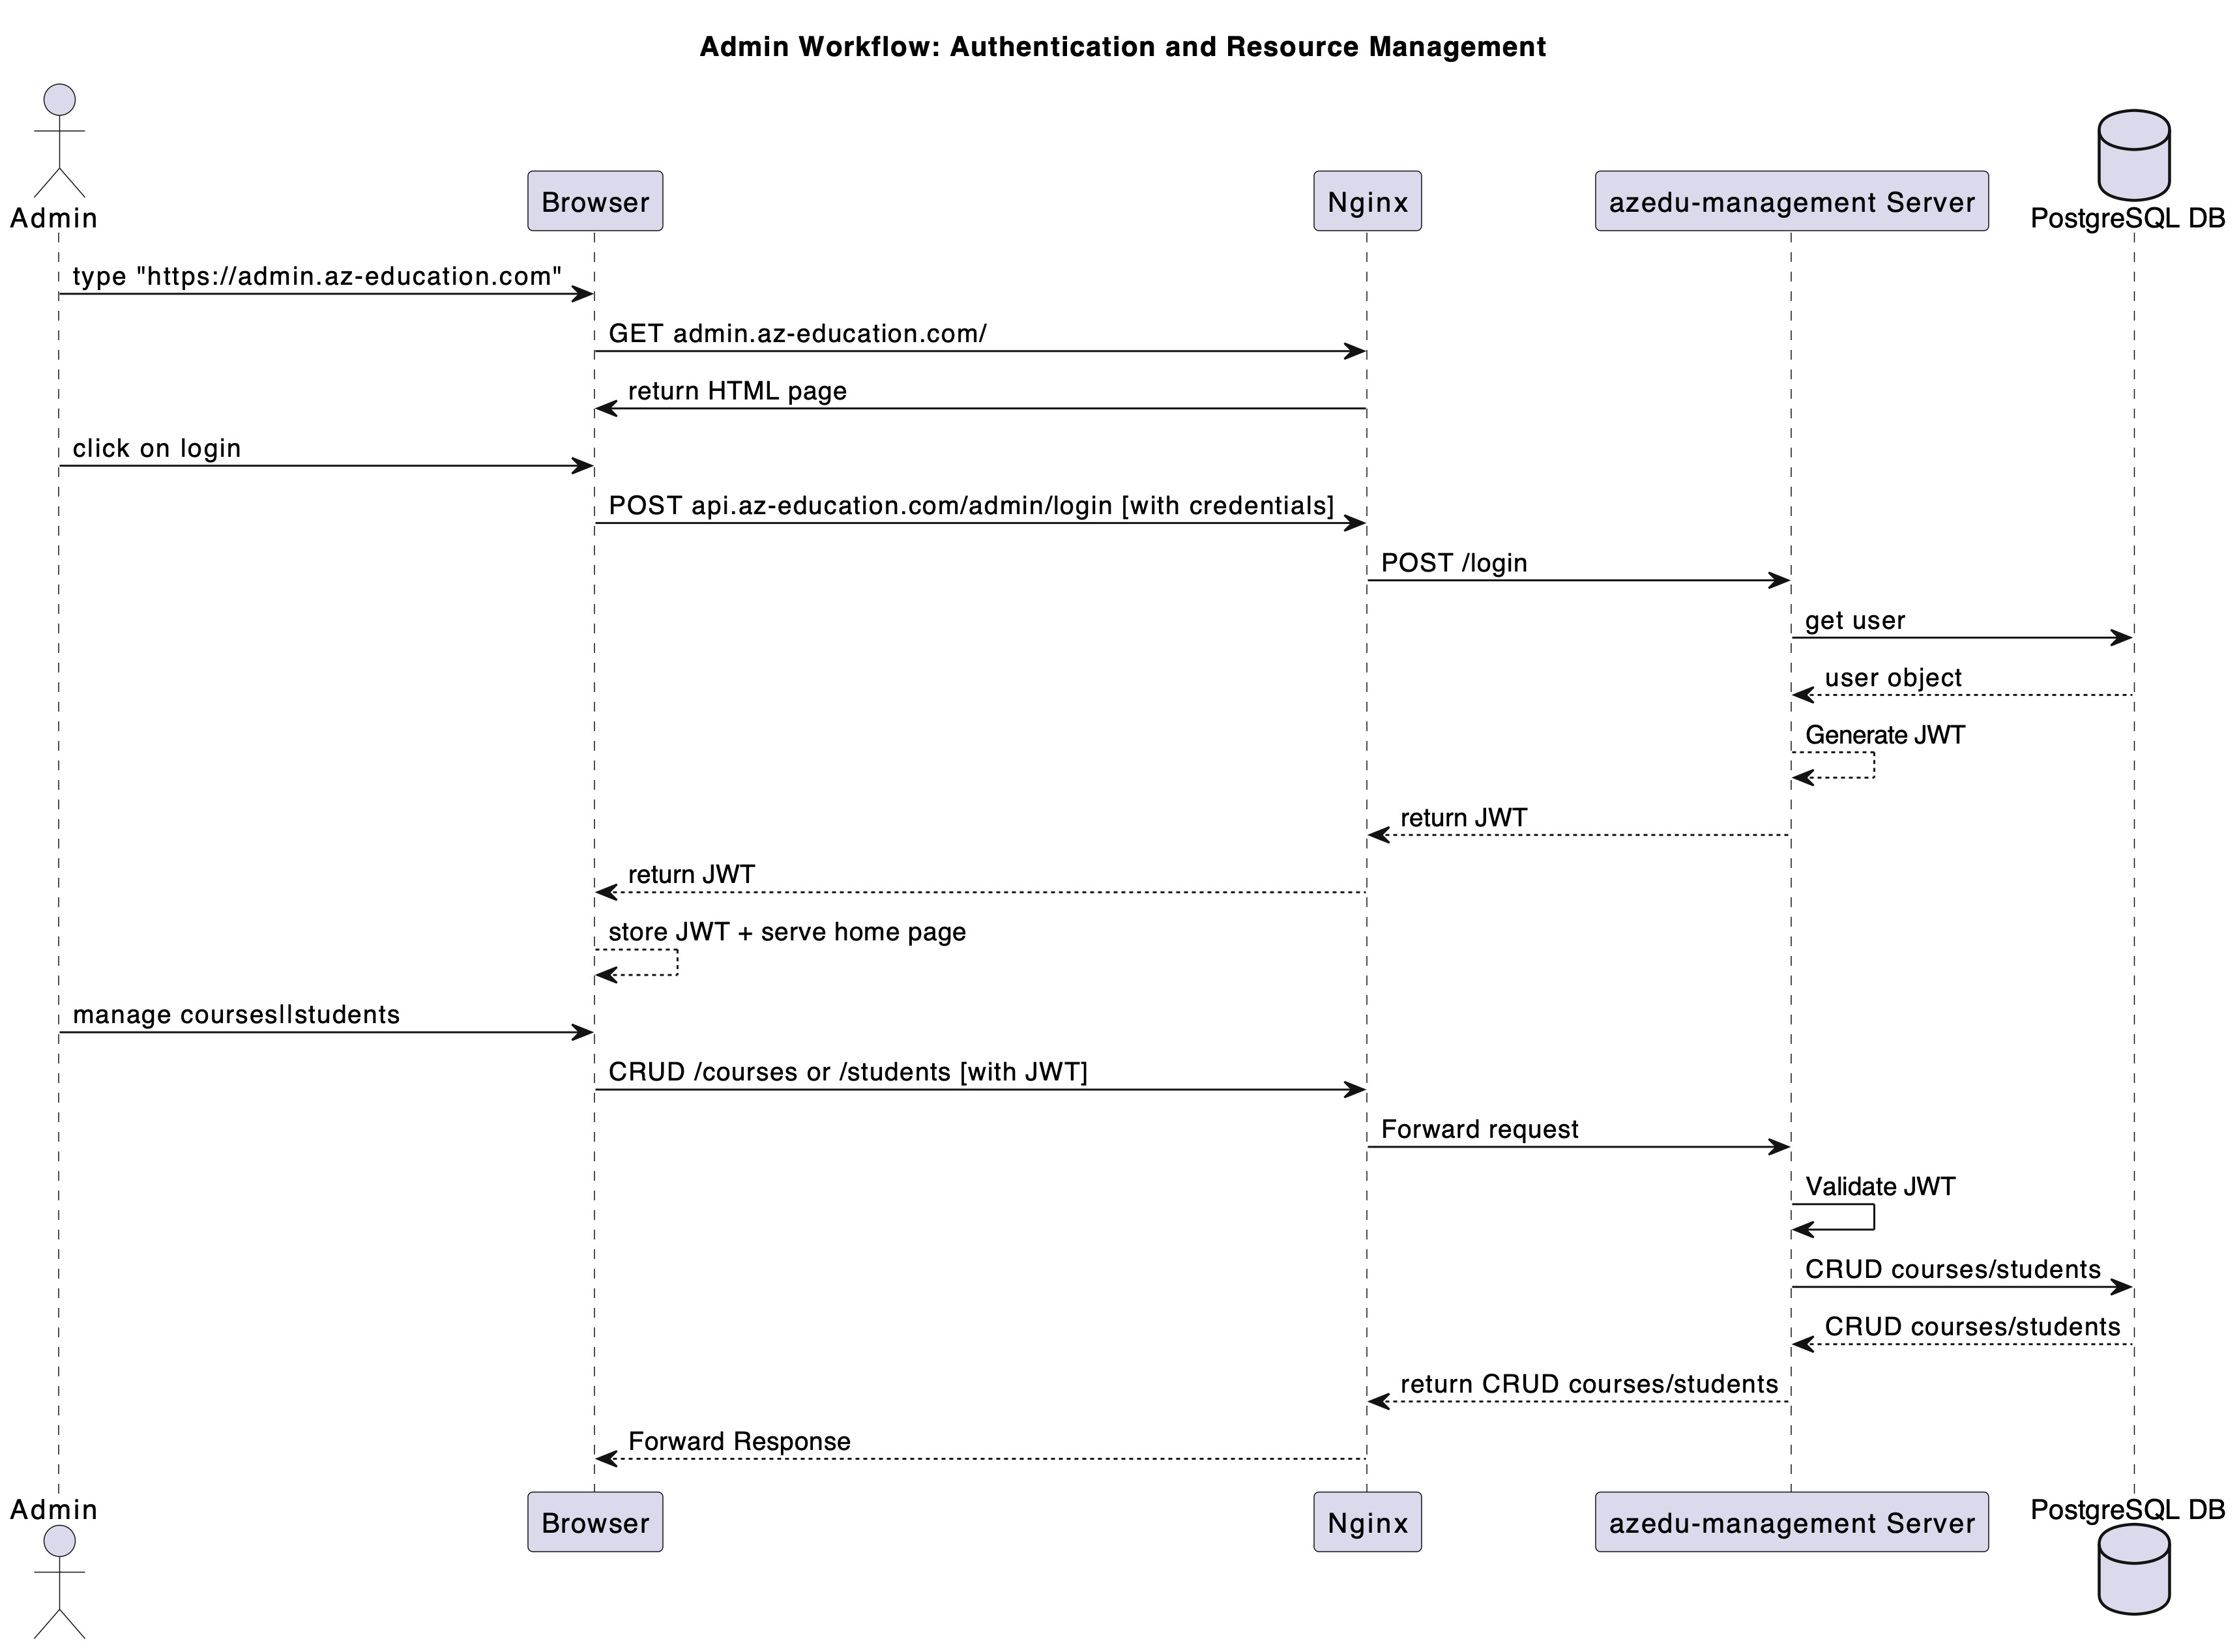 Admin Workflow: Authentication and Resource Management
Admin
Browser
Nginx
azedu-management Server
PostgreSQL DB
type "https://admin.az-education.com"
GET admin.az-education.com/
return HTML page
click on login
POST api.az-education.com/admin/login [with credentials]
POST /login
get user
user object
Generate JWT
return JWT
return JWT
store JWT + serve home page
manage courses||students
CRUD /courses or /students [with JWT]
Forward request
Validate JWT
CRUD courses/students
CRUD courses/students
return CRUD courses/students
Forward Response
Admin
Browser
Nginx
azedu-management Server
PostgreSQL DB